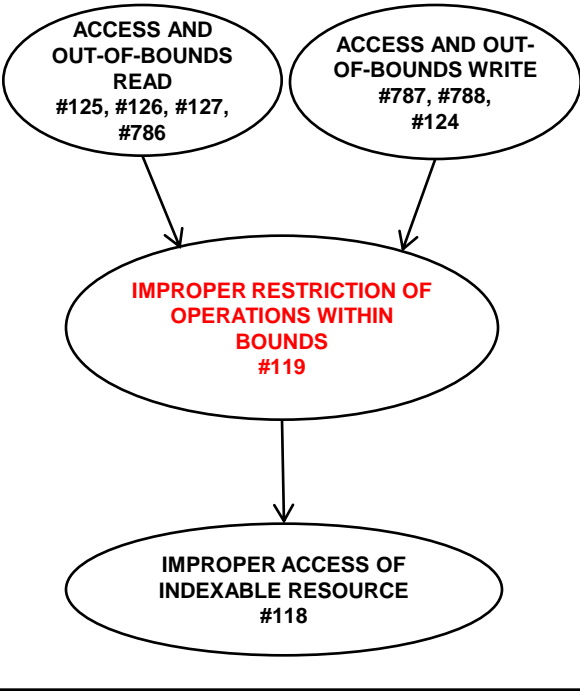 ACCESS AND
OUT-OF-BOUNDS
READ
#125, #126, #127,
#786
ACCESS AND OUT-
OF-BOUNDS WRITE
#787, #788,
#124
IMPROPER RESTRICTION OF
OPERATIONS WITHIN
BOUNDS
#119
IMPROPER ACCESS OF
INDEXABLE RESOURCE
#118